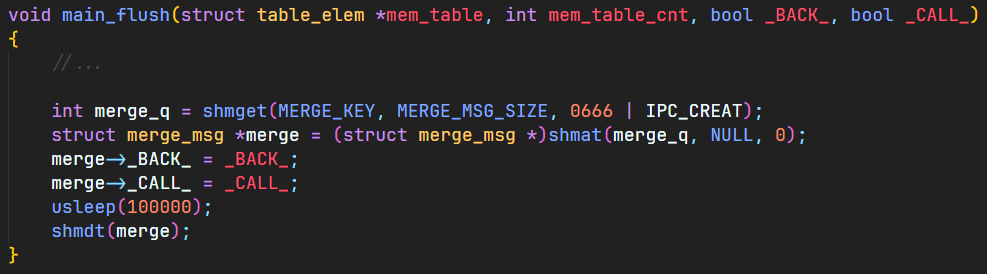 void main_flush(struct table_elem *mem_table, int mem_table_cnt, bool _BACK_, bool _CALL_)
{
    //...

    int merge_q = shmget(MERGE_KEY, MERGE_MSG_SIZE, 0666 | IPC_CREAT);
    struct merge_msg *merge = (struct merge_msg *)shmat(merge_q, NULL, 0);
    merge->_BACK_ = _BACK_;
    merge->_CALL_ = _CALL_;
    usleep(100000);
    shmdt(merge);
}